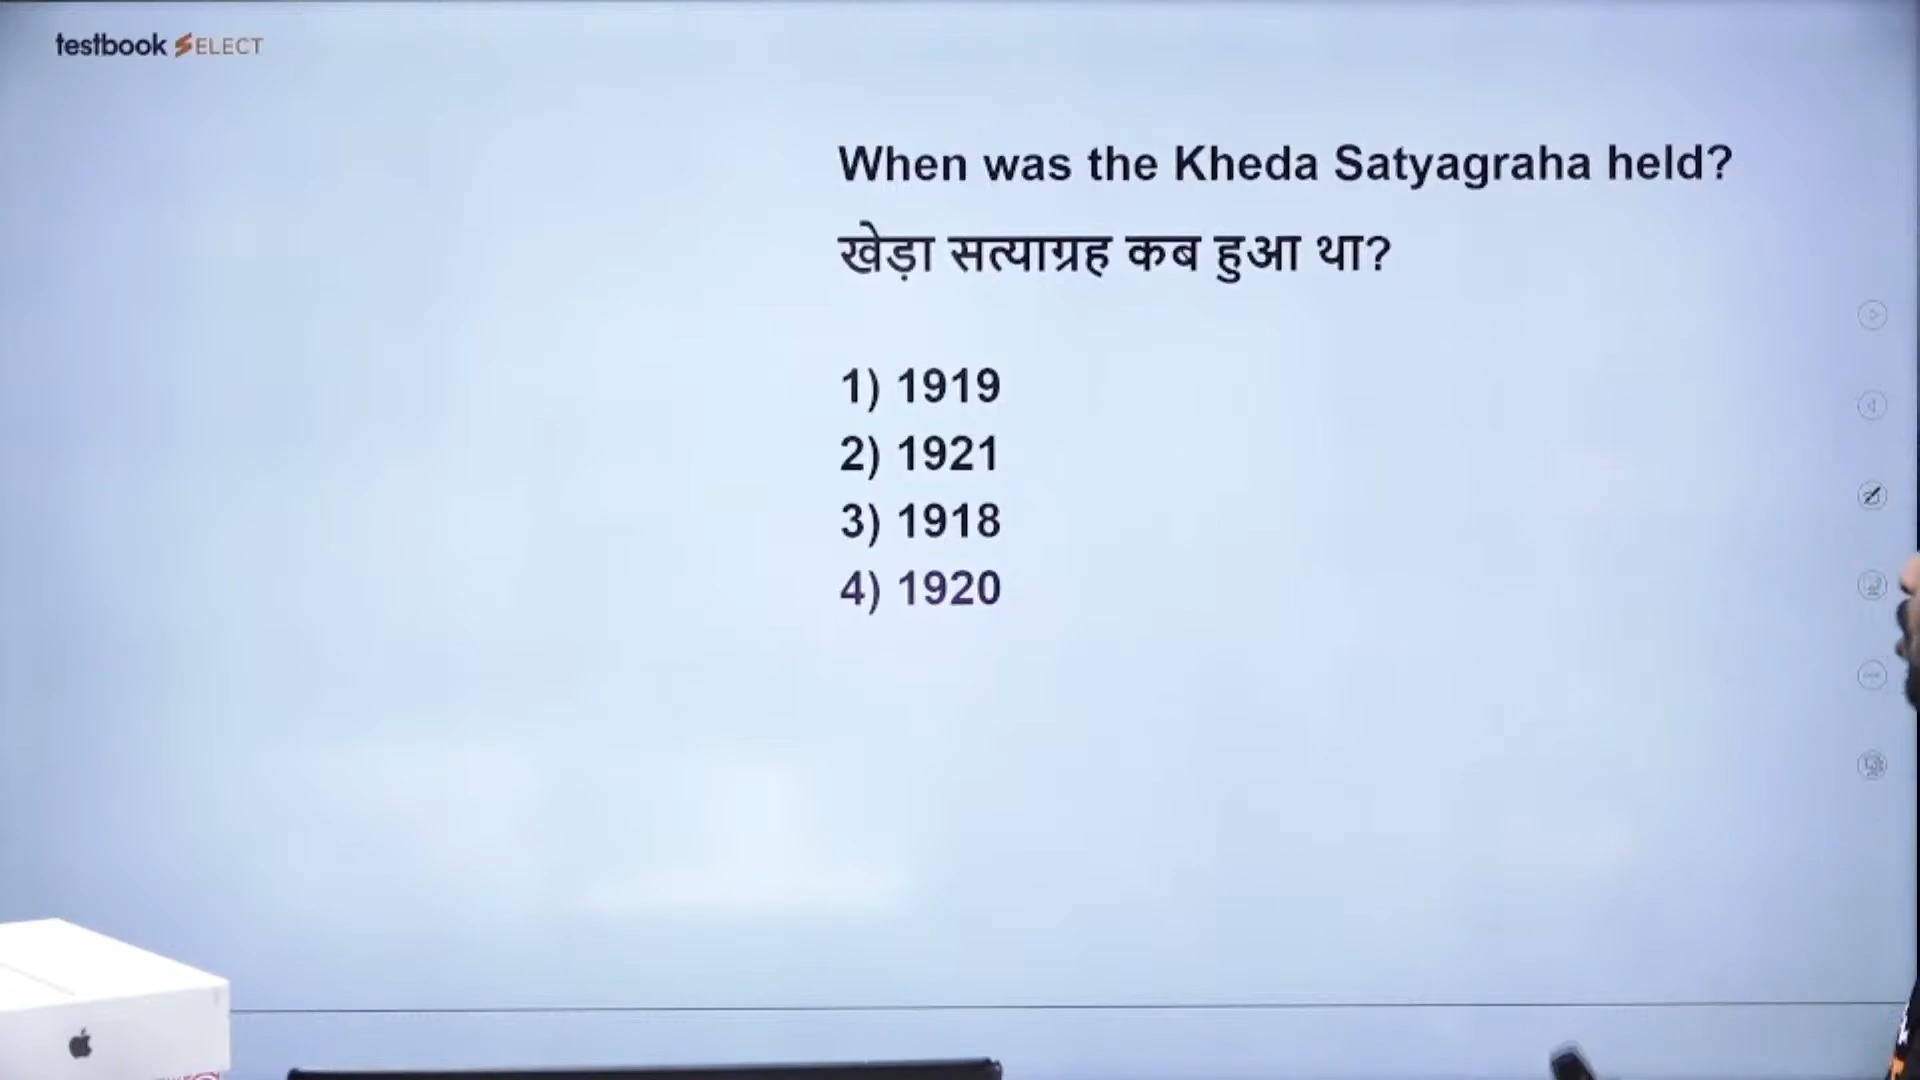 testbook SELECT
When was the Kheda Satyagraha held?
खेड़ा सत्याग्रह कब हुआ था?
1) 1919
2) 1921
3) 1918
4) 1920